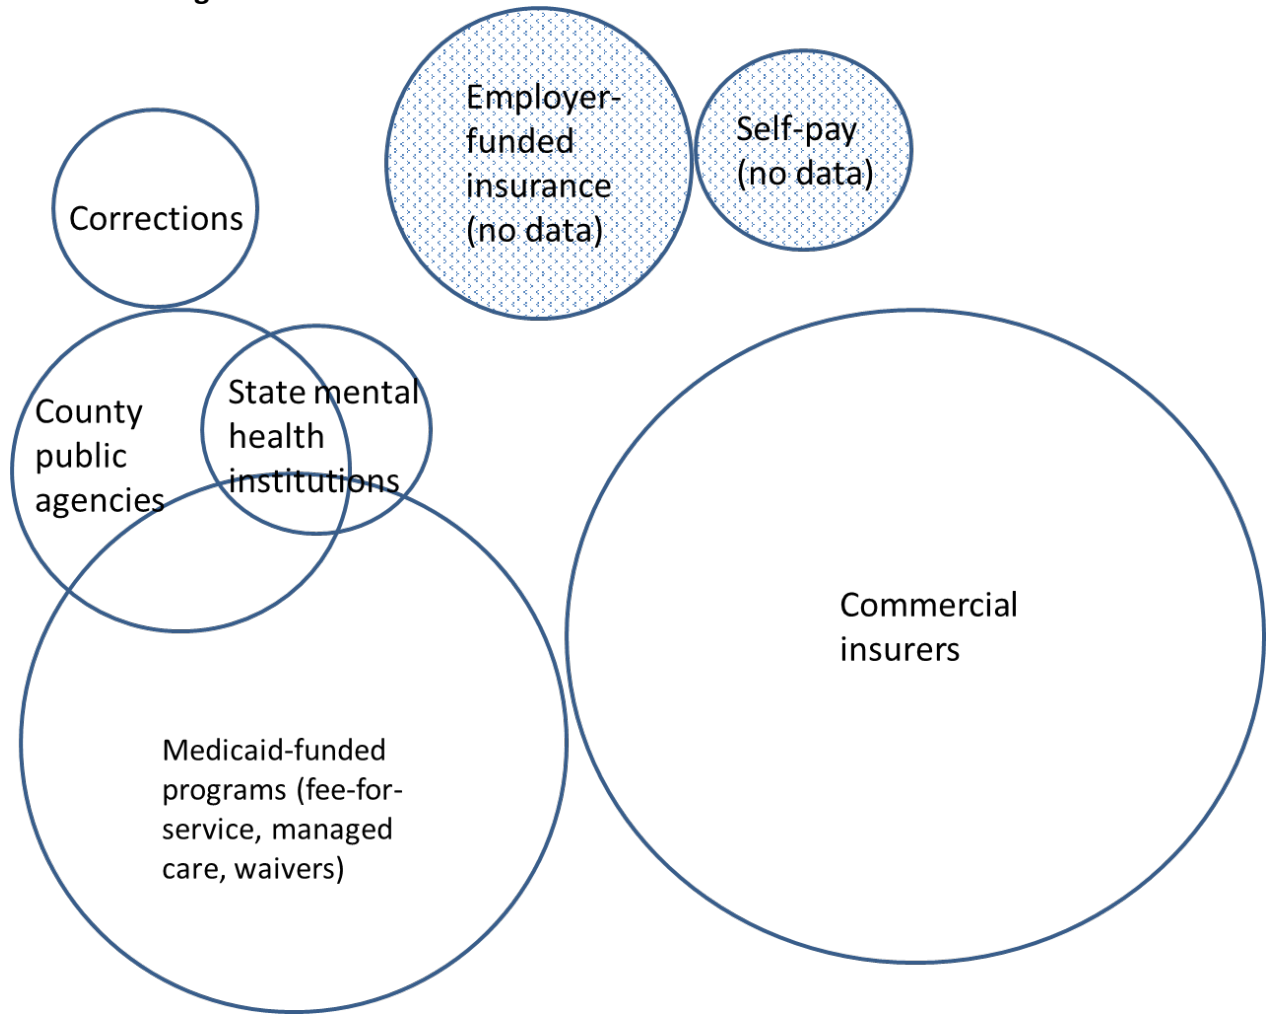 Employer-
funded
insurance
(no data)
Self-pay
(no data)
Corrections
County
public
agencies
State mental
health
institutions
Commercial
insurers
Medicaid-funded
programs (fee-for-
service, managed
care, waivers)